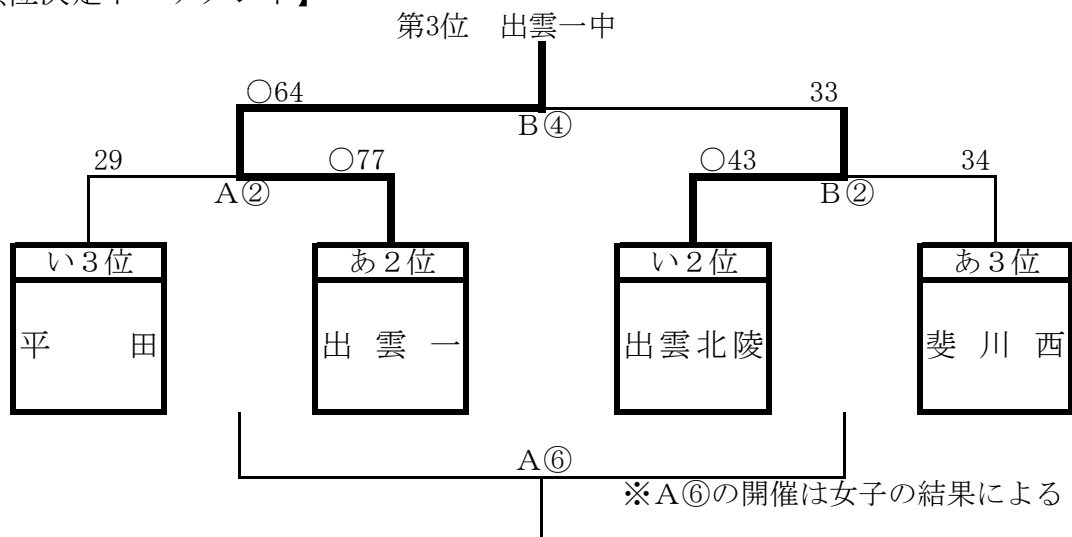 第3位 出雲一中
○64
33
B④
29
○77
○43
34
A②
B②
い3位
あ2位
い2位
あ3位
平田
出雲一
出雲北陵
斐川西
A⑥
※A⑥の開催は女子の結果による